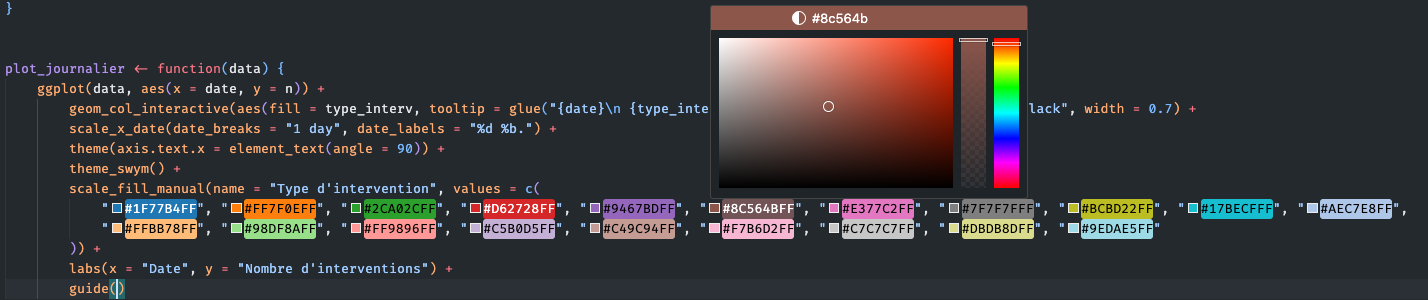 }
#8c564b
plot_journalier <- function(data) {
ggplot(data, aes(x = date, y = n)) +
geom_col_interactive(aes(fill = type_interv, tooltip = glue("{date}\n {type_inte lack", width = 0.7) +
scale_x_date(date_breaks = "1 day", date_labels = "%d %b.") +
theme(axis.text.x = element_text(angle = 90)) +
theme_swym() +
scale_fill_manual(name = "Type d'intervention", values = c(
"#1F77B4FF", "#FF7F0EFF", "#2CA02CFF", "#D62728FF", "#9467BDFF", "#8C564BFF", "#E377C2FF", "#7F7F7FFF", "#BCBD22FF", "#17BECFFF", "#AEC7E8FF",
"#FFBB78FF", "#98DF8AFF", "#FF9896FF", "#C5B0D5FF", "#C49C94FF", "#F7B6D2FF", "#C7C7C7FF", "#DBDB8DFF", "#9EDAE5FF"
)) +
labs(x = "Date", y = "Nombre d'interventions") +
guide()